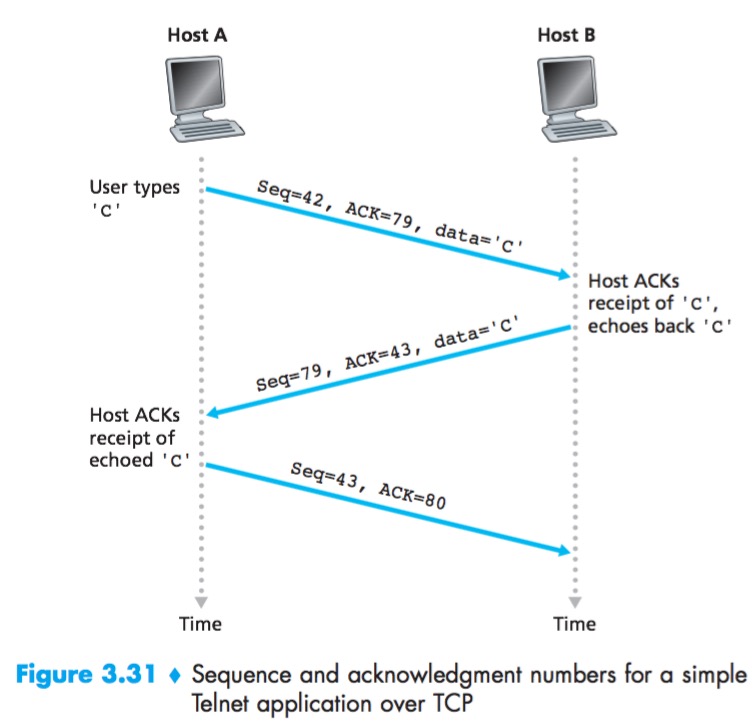 Host A
Host B
User types
'C'
Seq=42, ACK=79, data='C'
Host ACKs
receipt of 'C',
echoes back 'C'
Seq=79, ACK=43, data='C'
Host ACKs
receipt of
echoed 'C'
Seq=43, ACK=80
Time
Time
Figure 3.31 ♦ Sequence and acknowledgment numbers for a simple
Telnet application over TCP